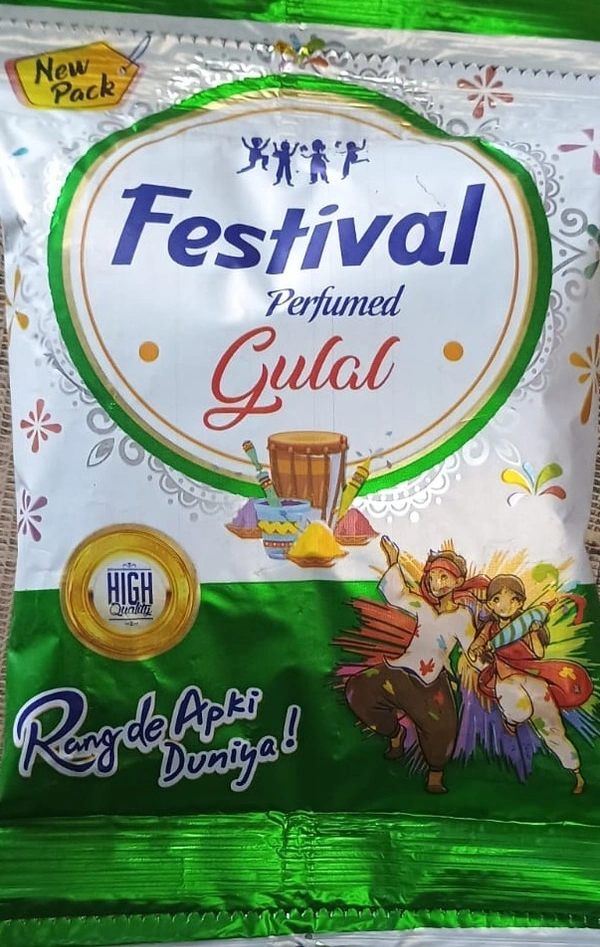 New
Pack
Festival
Perfumed
Gulal
HIGH
Quality
Rang de Apki
Duniya!